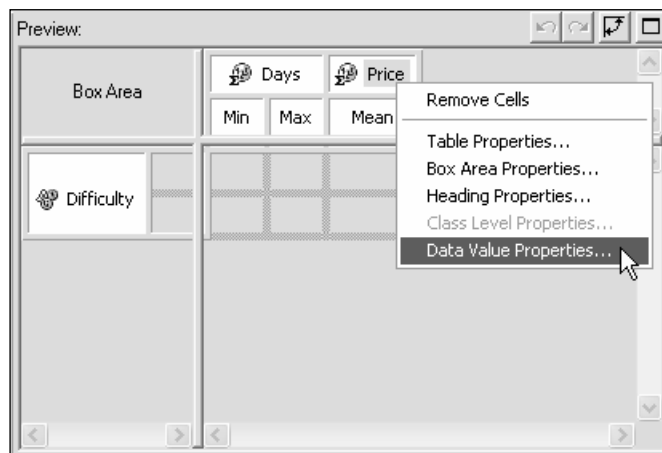 Preview:
Box Area
Days
Price
Min
Max
Mean
Difficulty
Remove Cells
Table Properties...
Box Area Properties...
Heading Properties...
Class Level Properties...
Data Value Properties...